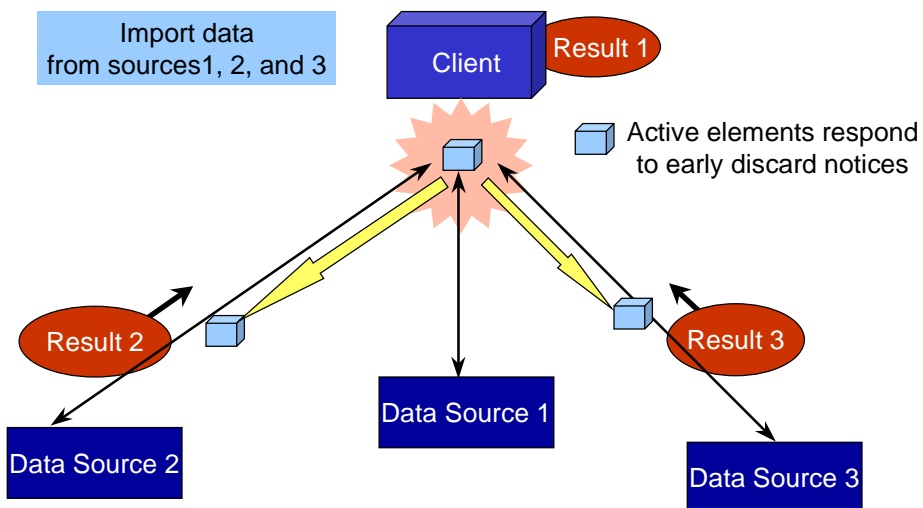 Import data
from sources1, 2, and 3
Client
Result 1
Active elements respond
to early discard notices
Result 2
Result 3
Data Source 1
Data Source 2
Data Source 3